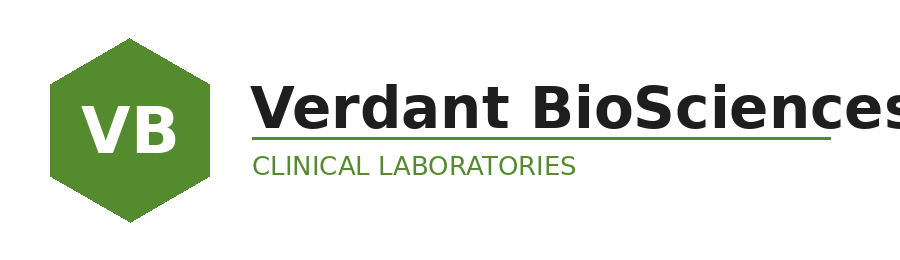 VB
Verdant BioSciences
CLINICAL LABORATORIES